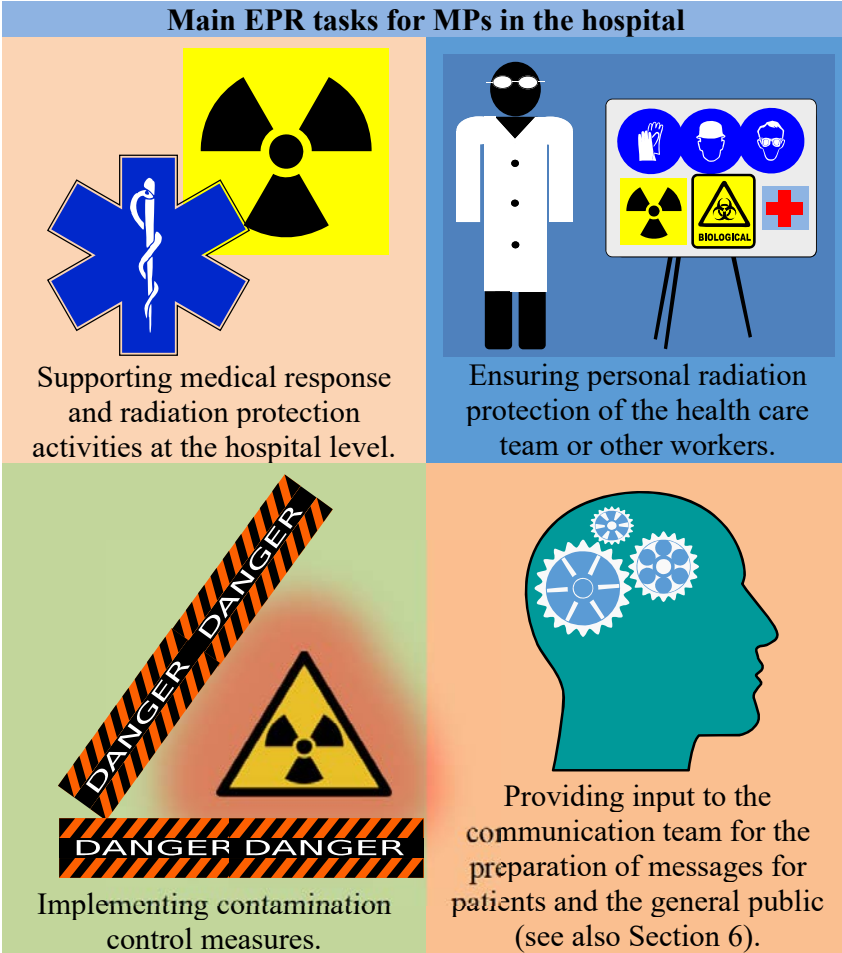 Main EPR tasks for MPs in the hospital
BIOLOGICAL
Supporting medical response
and radiation protection
activities at the hospital level.
Ensuring personal radiation
protection of the health care
team or other workers.
DANGER DANGER
DANGER DANGER
Implementing contamination
control measures.
Providing input to the
communication team for the
preparation of messages for
patients and the general public
(see also Section 6).